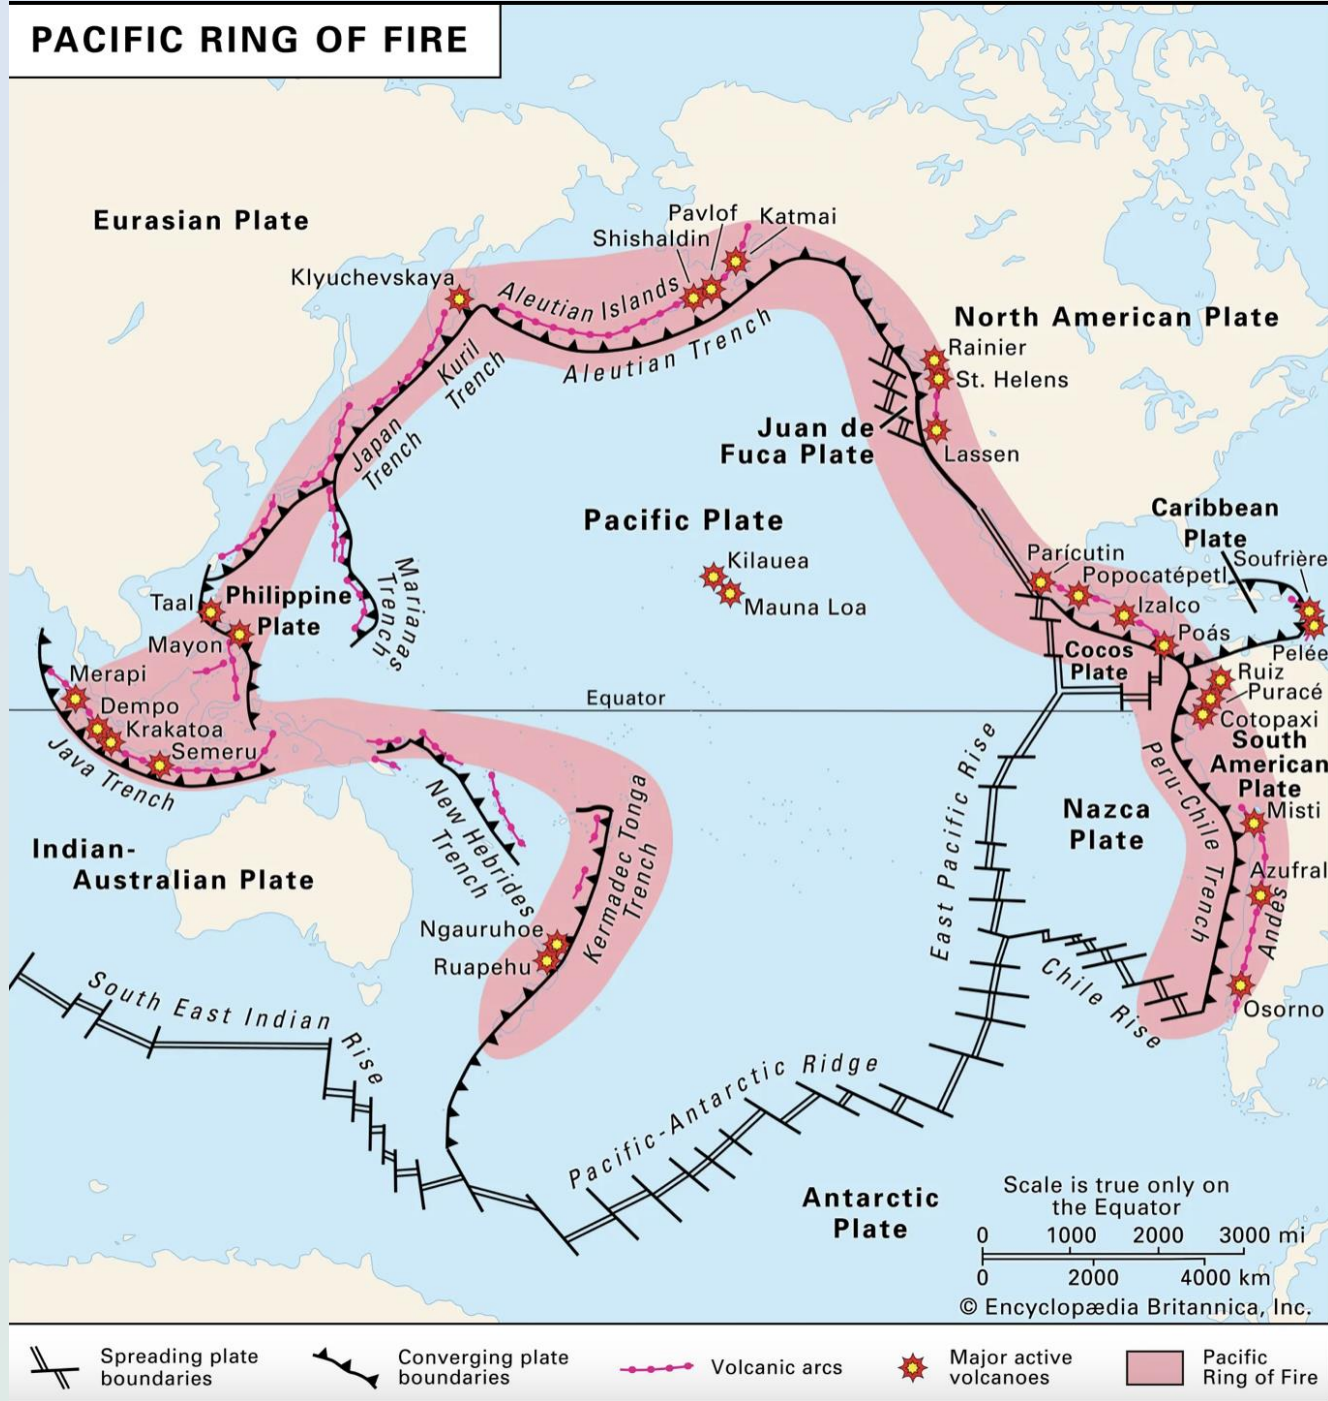 PACIFIC RING OF FIRE
Eurasian Plate
Pavlof
Katmai
Shishaldin
Klyuchevskaya
Aleutian Islands
North American Plate
Aleutian Trench
Kuril
Trench
Rainier
St. Helens
Japan
Trench
Juan de
Fuca Plate
Lassen
Pacific Plate
Caribbean
Plate
Soufrière
Kilauea
Mauna Loa
Parícutin
Popocatépetl
Izalco
Poás
Pelée
Marianas
Trench
Taal
Philippine
Plate
Mayon
Cocos
Plate
Merapi
Dempo
Krakatoa
Semeru
Java Trench
Equator
Ruiz
Puracé
Cotopaxi
South
American
Plate
Misti
Peru-Chile Trench
Nazca
Plate
East Pacific Rise
Azufral
Andes
New Hebrides
Trench
Kermadec Tonga
Trench
Indian-
Australian Plate
Ngauruhoe
Ruapehu
Chile Rise
Osorno
South East Indian Rise
Pacific-Antarctic Ridge
Antarctic
Plate
Scale is true only on
the Equator
0 1000 2000 3000 mi
0 2000 4000 km
© Encyclopædia Britannica, Inc.
Spreading plate
boundaries
Converging plate
boundaries
Volcanic arcs
Major active
volcanoes
Pacific
Ring of Fire